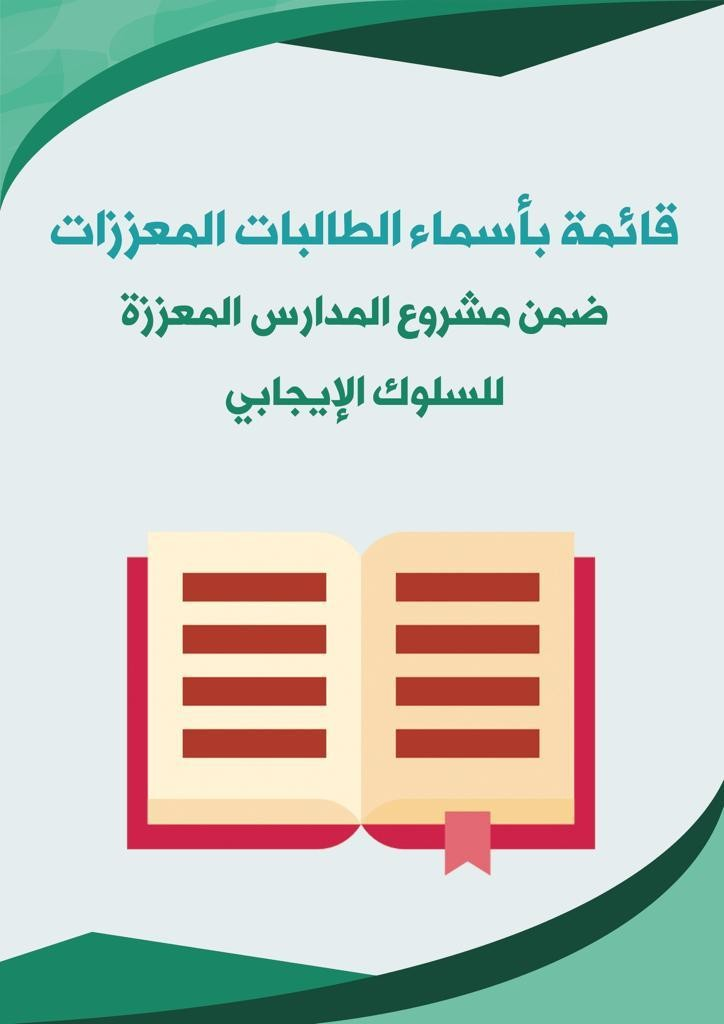 قائمة بأسماء الطالبات المعززات
ضمن مشروع المدارس المعززة
للسلوك الإيجابي